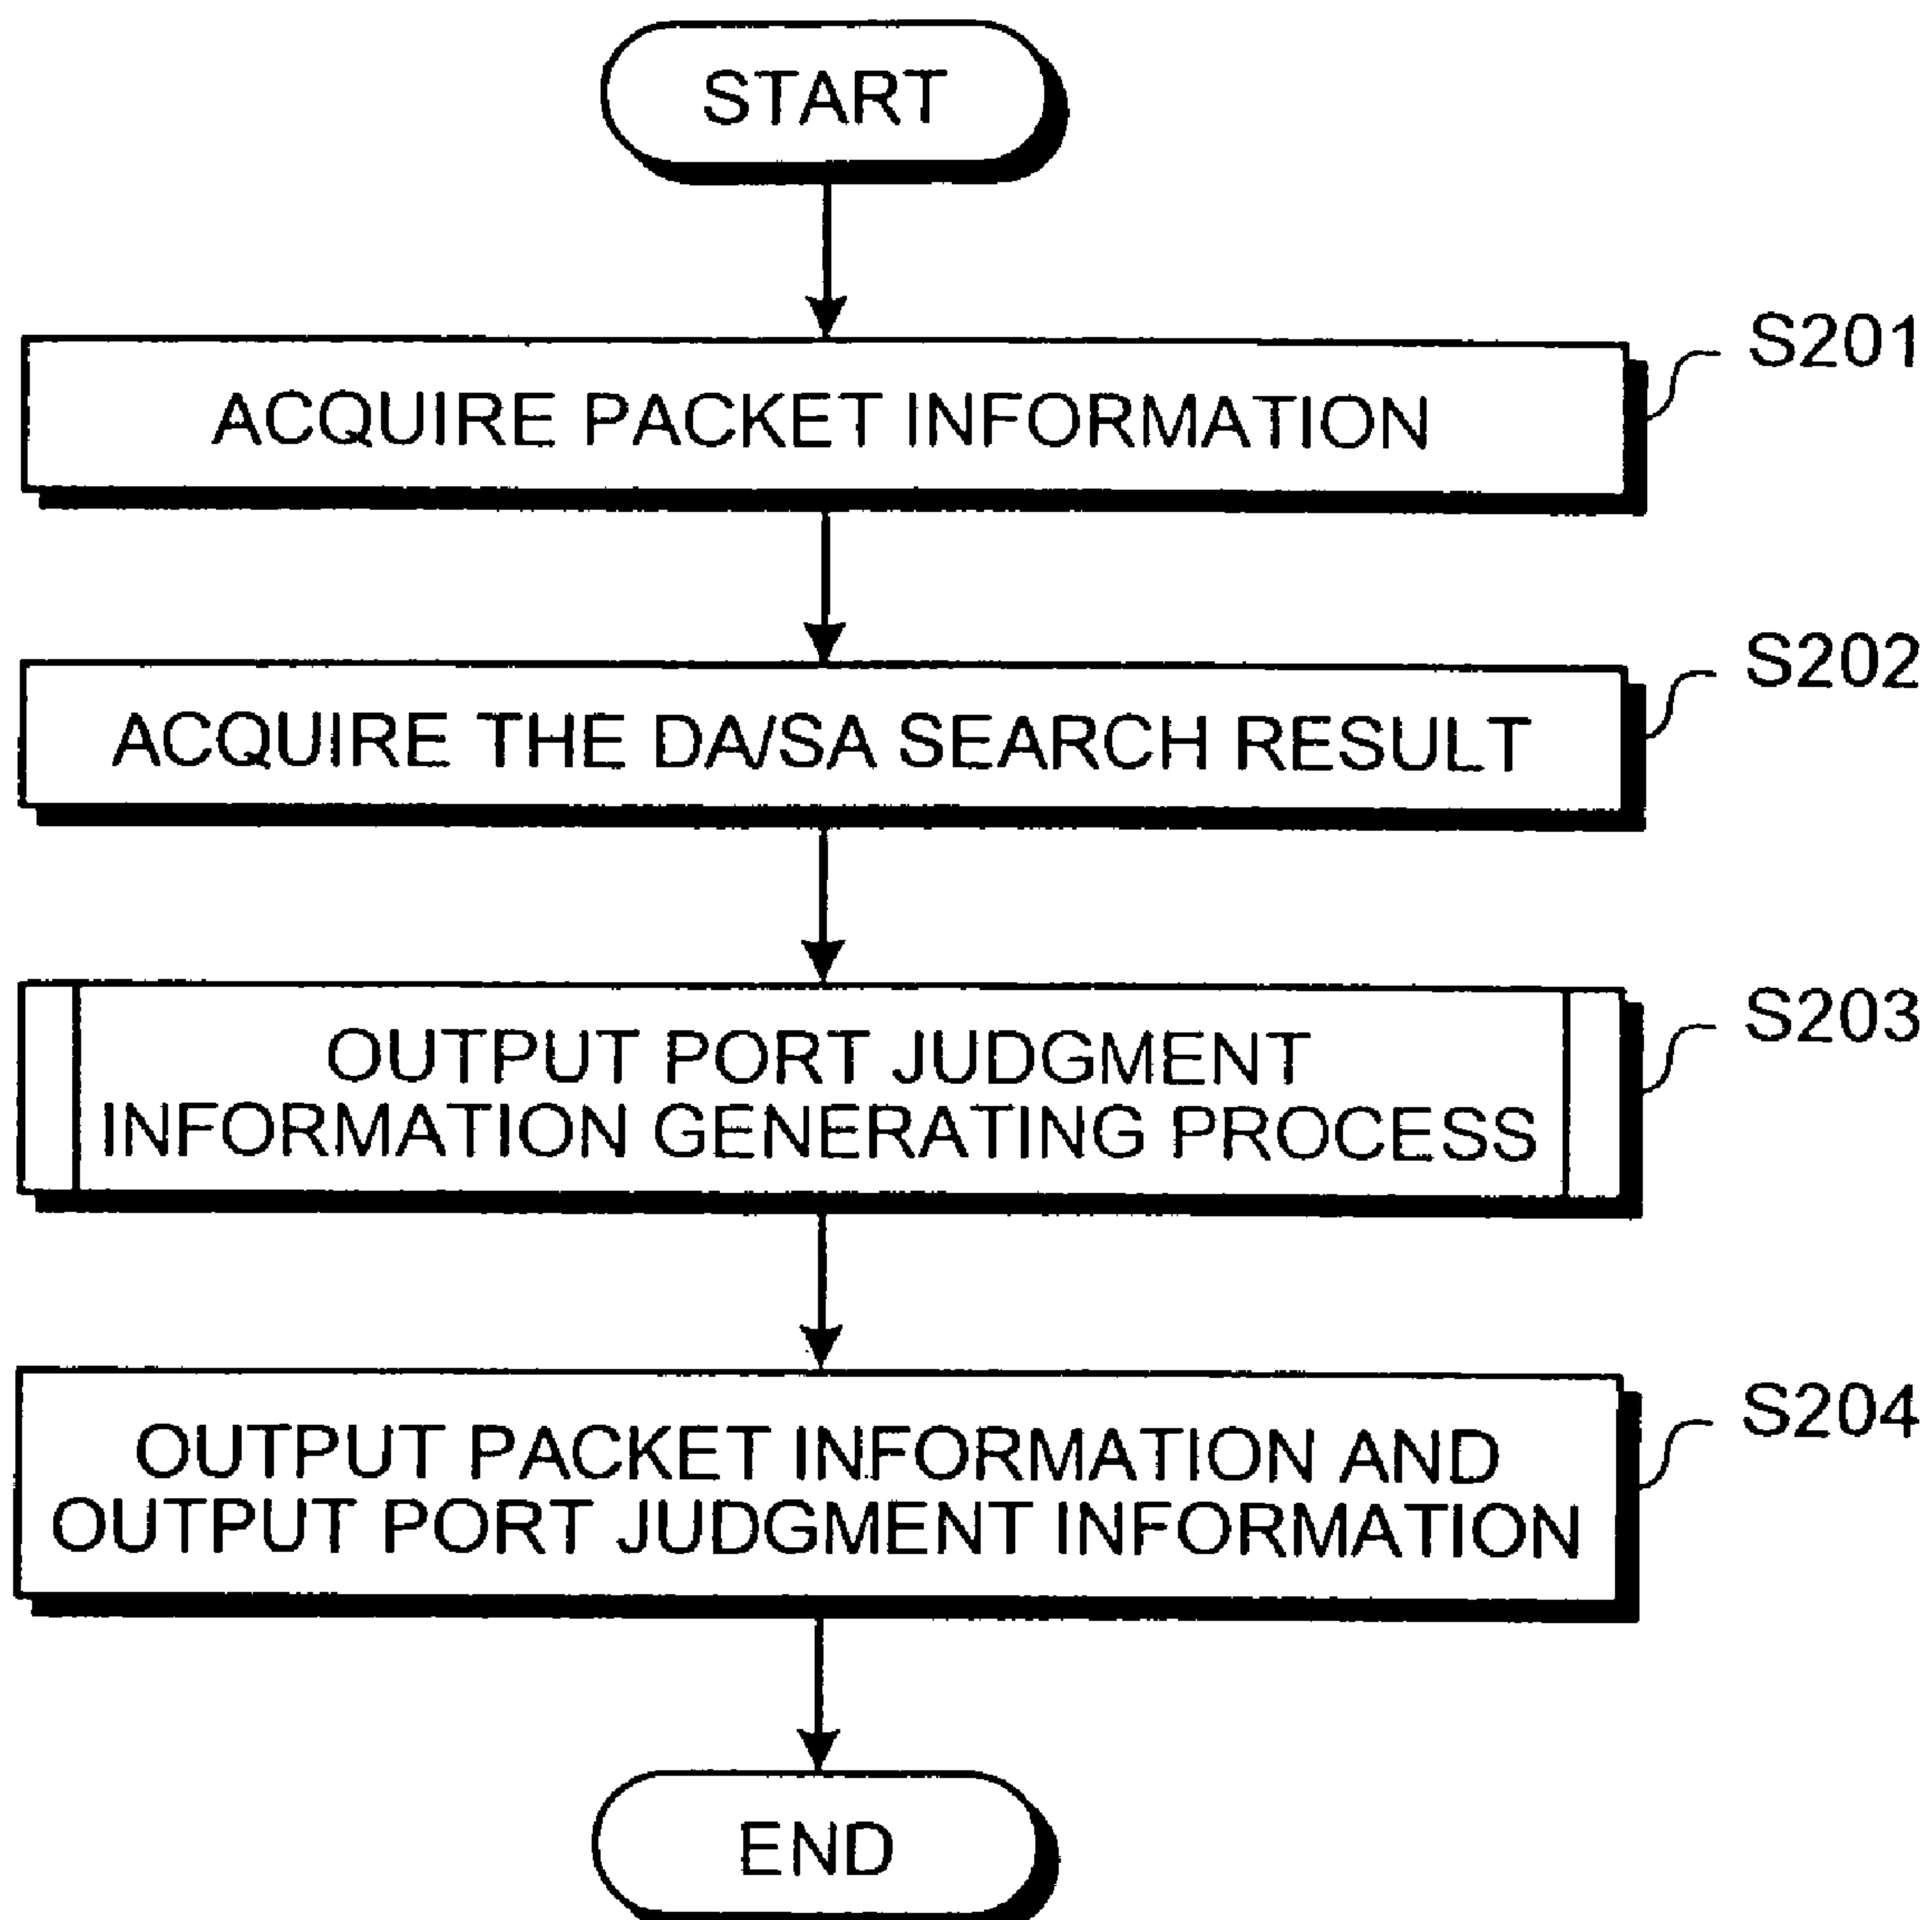 START
S201
ACQUIRE PACKET INFORMATION
S202
ACQUIRE THE DA/SA SEARCH RESULT
S203
OUTPUT PORT JUDGMENT
INFORMATION GENERATING PROCESS
S204
OUTPUT PACKET INFORMATION AND
OUTPUT PORT JUDGMENT INFORMATION
END